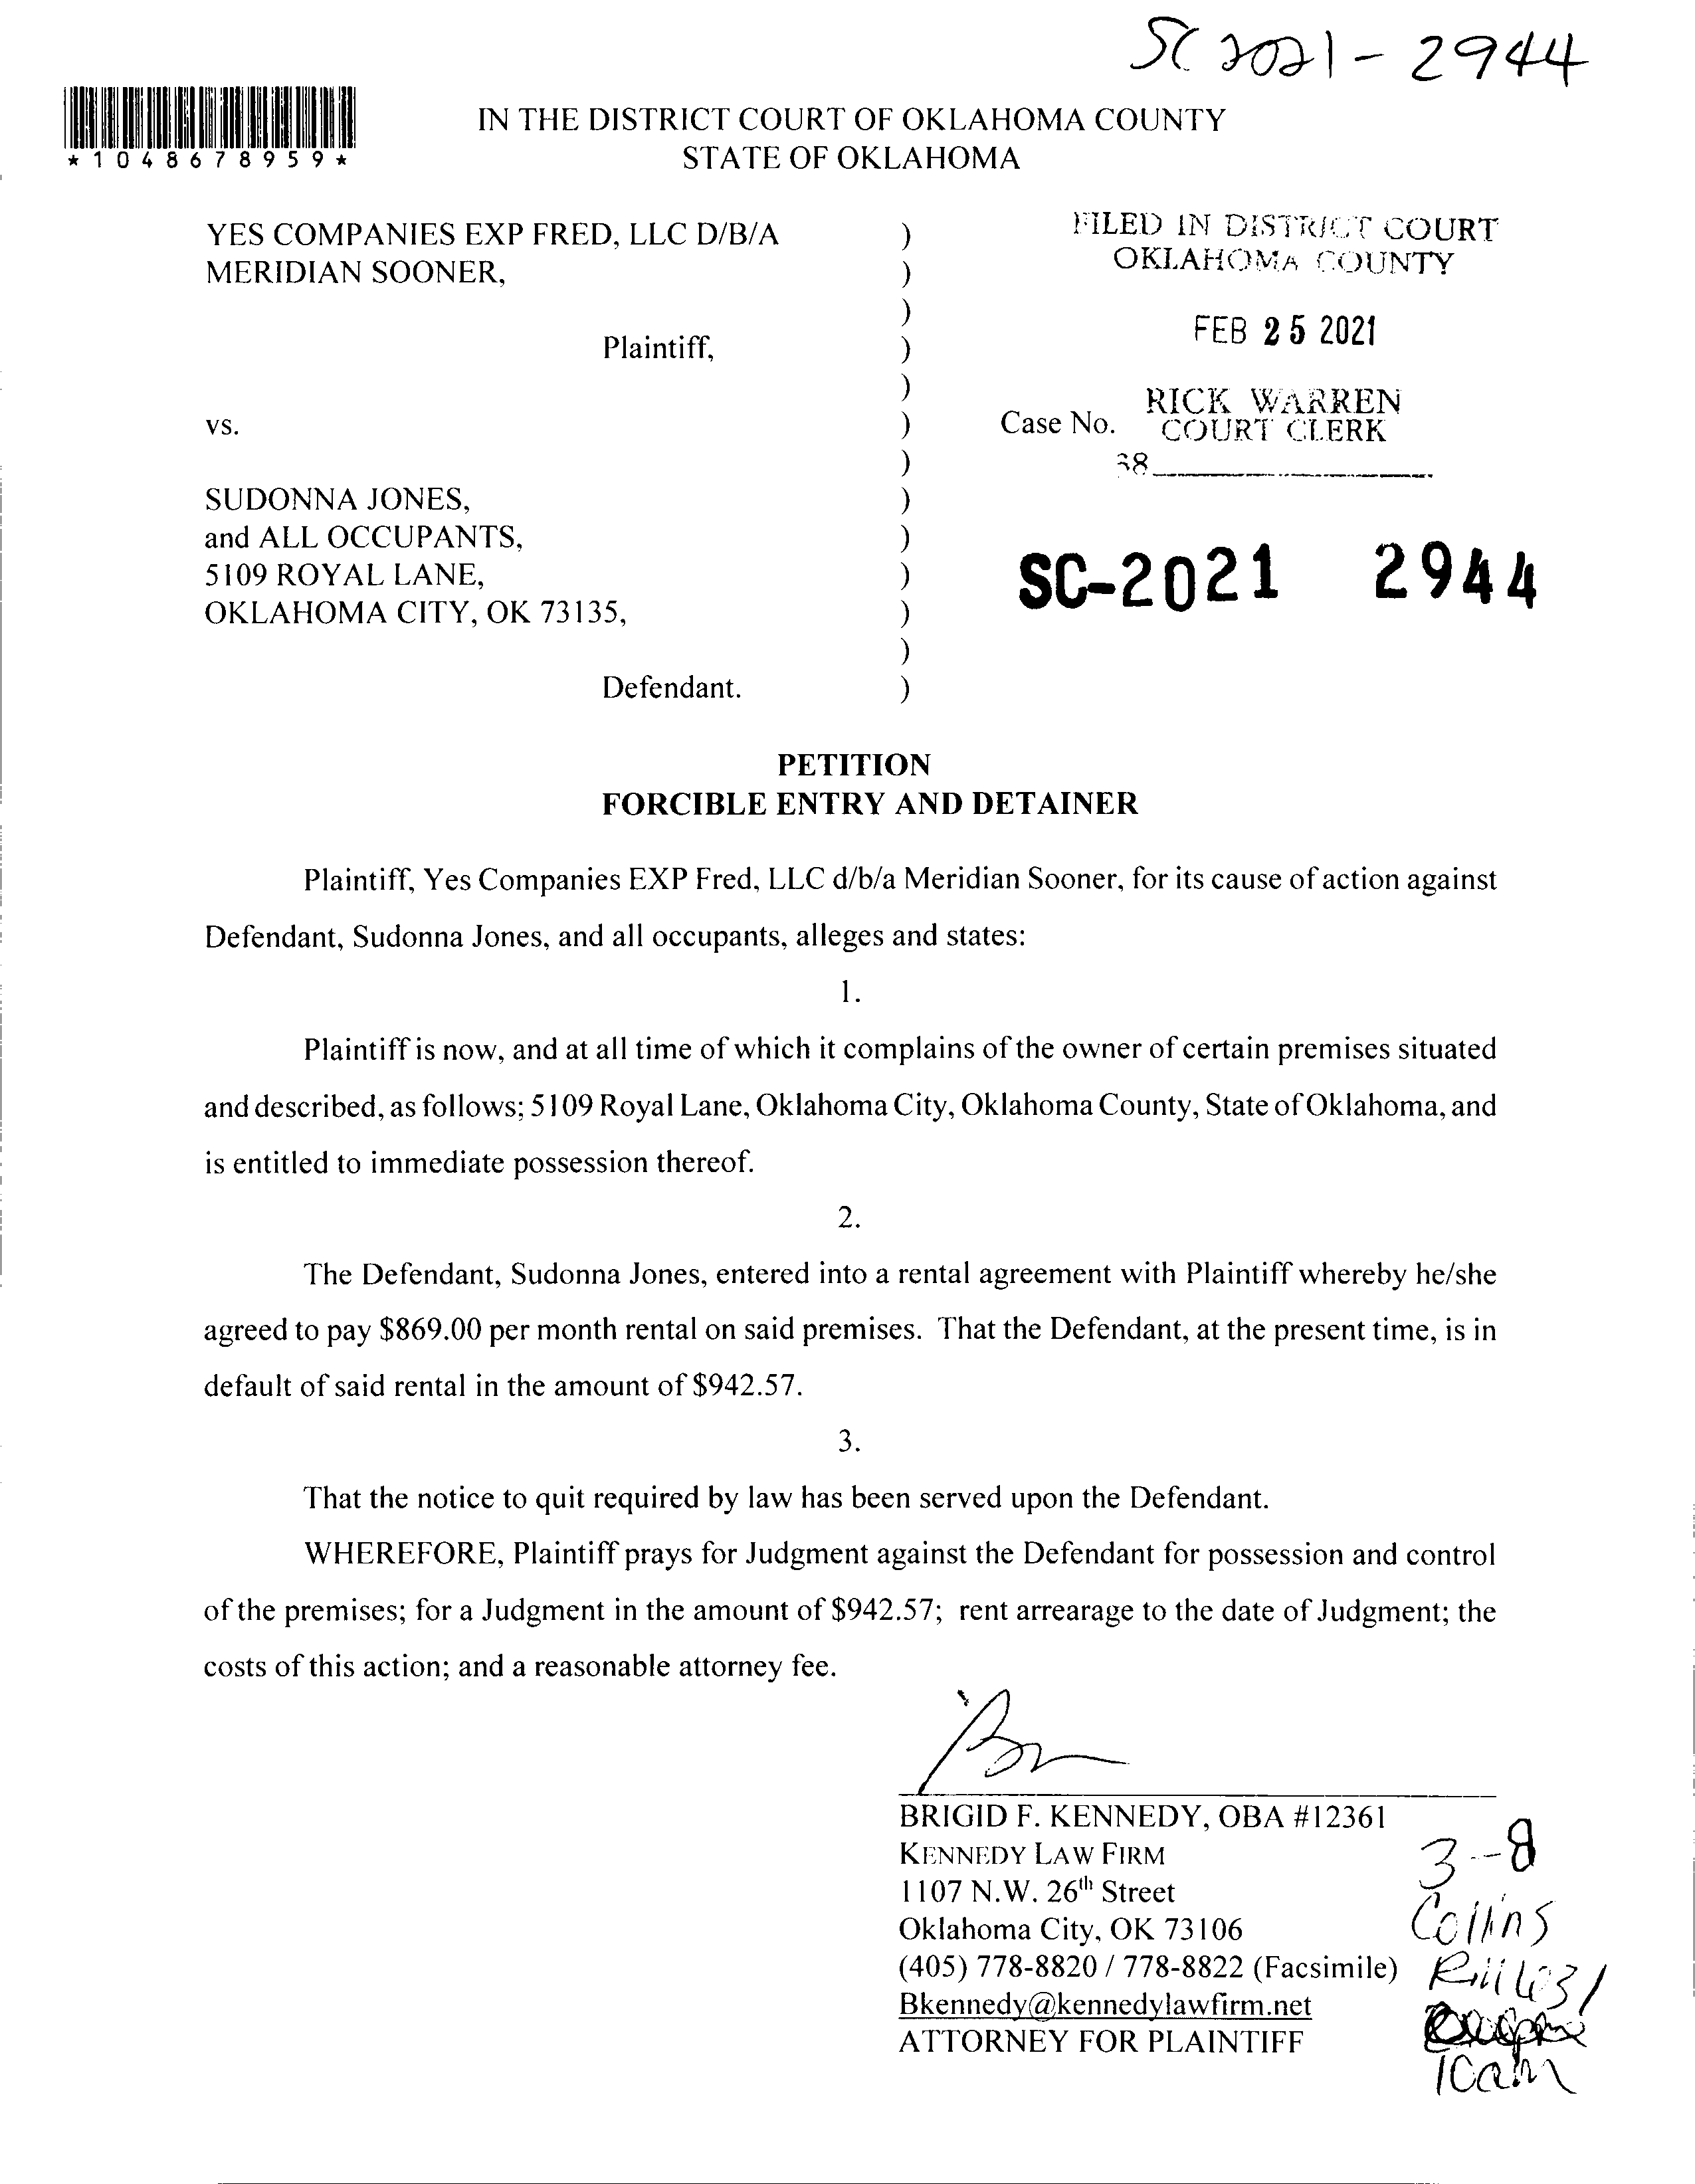 SC 2021-2944
*1048678959*
IN THE DISTRICT COURT OF OKLAHOMA COUNTY
STATE OF OKLAHOMA
YES COMPANIES EXP FRED, LLC D/B/A )
MERIDIAN SOONER, )
)
Plaintiff, )
)
vs. )
)
SUDONNA JONES, )
and ALL OCCUPANTS, )
5109 ROYAL LANE, )
OKLAHOMA CITY, OK 73135, )
)
Defendant. )
FILED IN DISTRICT COURT
OKLAHOMA COUNTY
FEB 25 2021
RICK WARREN
Case No. COURT CLERK
38
SC-2021 2944
PETITION
FORCIBLE ENTRY AND DETAINER
Plaintiff, Yes Companies EXP Fred, LLC d/b/a Meridian Sooner, for its cause of action against
Defendant, Sudonna Jones, and all occupants, alleges and states:
1.
Plaintiff is now, and at all time of which it complains of the owner of certain premises situated
and described, as follows; 5109 Royal Lane, Oklahoma City, Oklahoma County, State of Oklahoma, and
is entitled to immediate possession thereof.
2.
The Defendant, Sudonna Jones, entered into a rental agreement with Plaintiff whereby he/she
agreed to pay $869.00 per month rental on said premises. That the Defendant, at the present time, is in
default of said rental in the amount of $942.57.
3.
That the notice to quit required by law has been served upon the Defendant.
WHEREFORE, Plaintiff prays for Judgment against the Defendant for possession and control
of the premises; for a Judgment in the amount of $942.57; rent arrearage to the date of Judgment; the
costs of this action; and a reasonable attorney fee.
BRIGID F. KENNEDY, OBA #12361
KENNEDY LAW FIRM
1107 N.W. 26th Street
Oklahoma City, OK 73106
(405) 778-8820 / 778-8822 (Facsimile)
Bkennedy@kennedylawfirm.net
ATTORNEY FOR PLAINTIFF
3-8
Collins
10am